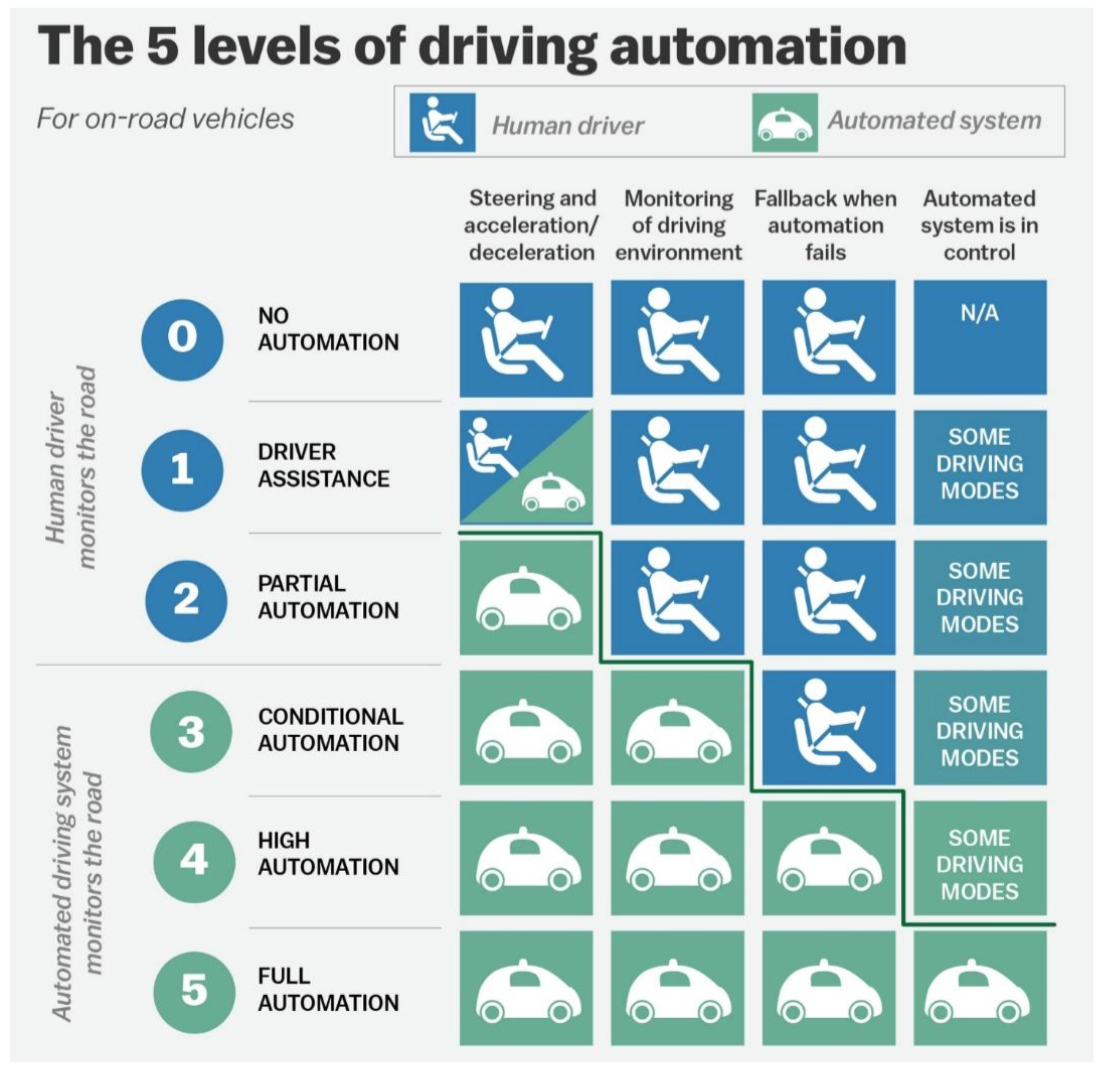 The 5 levels of driving automation
For on-road vehicles
Human driver
Automated system
Steering and
acceleration/
deceleration
Monitoring
of driving
environment
Fallback when
automation
fails
Automated
system is in
control
Human driver
monitors the road
0
NO
AUTOMATION
N/A
1
DRIVER
ASSISTANCE
SOME
DRIVING
MODES
2
PARTIAL
AUTOMATION
SOME
DRIVING
MODES
Automated driving system
monitors the road
3
CONDITIONAL
AUTOMATION
SOME
DRIVING
MODES
4
HIGH
AUTOMATION
SOME
DRIVING
MODES
5
FULL
AUTOMATION